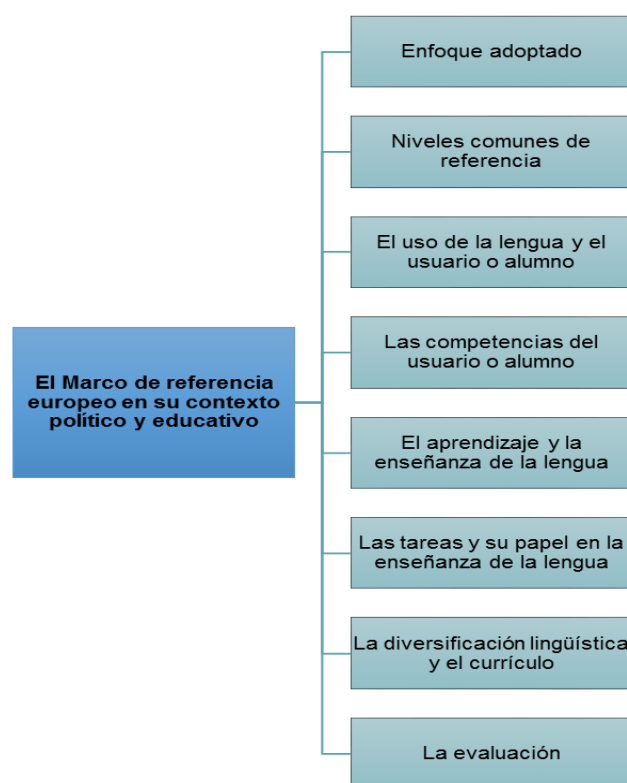 Enfoque adoptado
Niveles comunes de
referencia
El uso de la lengua y el
usuario o alumno
El Marco de referencia
europeo en su contexto
político y educativo
Las competencias del
usuario o alumno
El aprendizaje y la
enseñanza de la lengua
Las tareas y su papel en la
enseñanza de la lengua
La diversificación lingüística
y el currículo
La evaluación